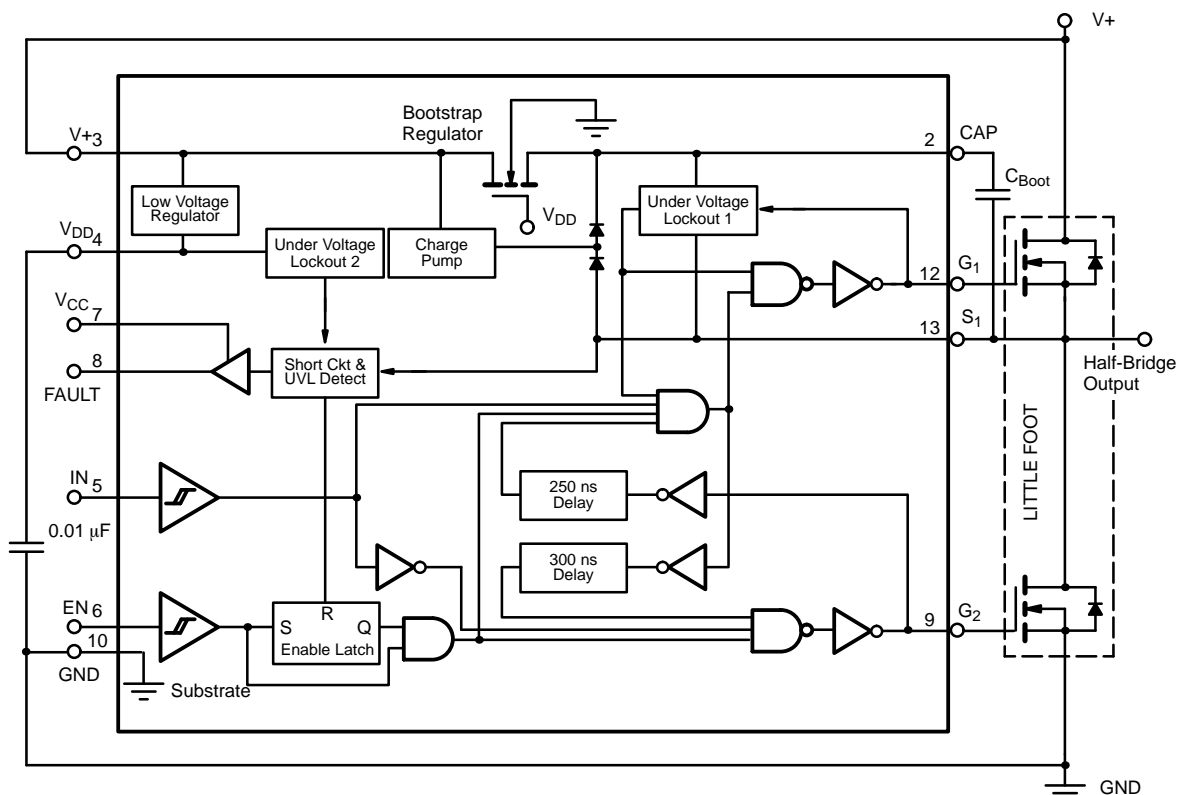 V+
Bootstrap
Regulator
V+ 3
2 CAP
C_Boot
Low Voltage
Regulator
Under Voltage
Lockout 1
V_DD
V_DD 4
Under Voltage
Lockout 2
Charge
Pump
12 G_1
V_CC
7
13 S_1
8
FAULT
Short Ckt &
UVL Detect
Half-Bridge
Output
LITTLE FOOT
IN 5
250 ns
Delay
0.01 μF
300 ns
Delay
EN 6
R
S Q
Enable Latch
9 G_2
10
GND
Substrate
GND